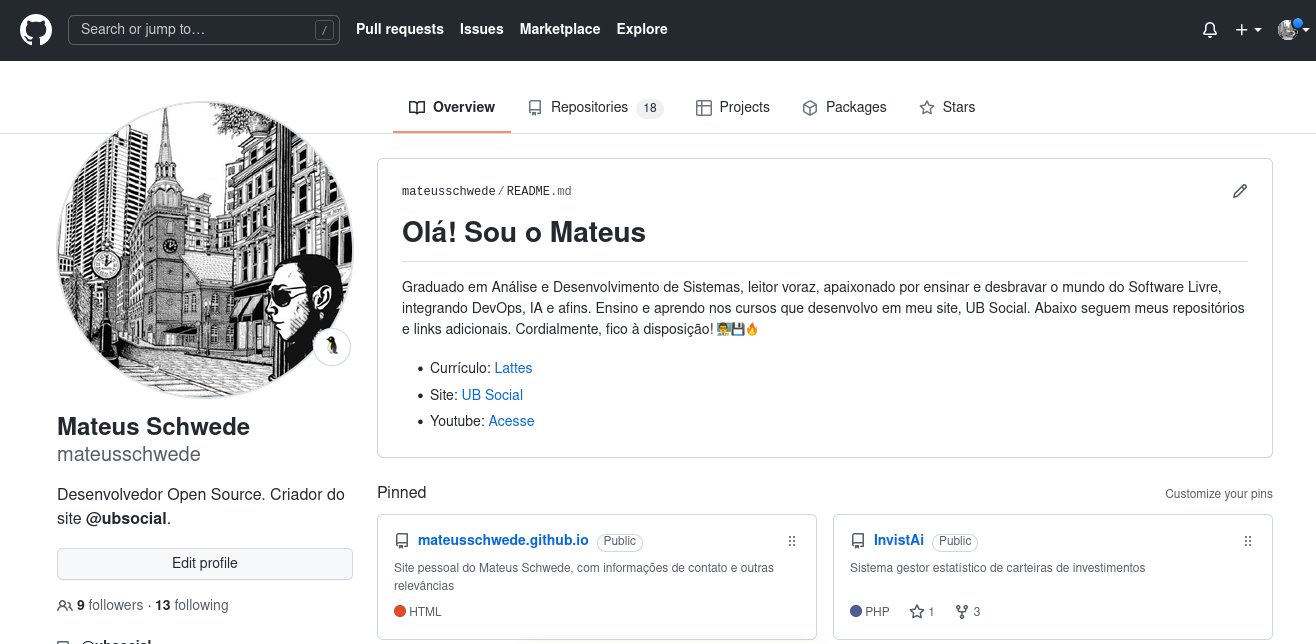 Search or jump to… /
Pull requests Issues Marketplace Explore
Overview Repositories 18 Projects Packages Stars
mateusschwede/README.md
Olá! Sou o Mateus
Graduado em Análise e Desenvolvimento de Sistemas, leitor voraz, apaixonado por ensinar e desbravar o mundo do Software Livre,
integrando DevOps, IA e afins. Ensino e aprendo nos cursos que desenvolvo em meu site, UB Social. Abaixo seguem meus repositórios
e links adicionais. Cordialmente, fico à disposição! 👨‍🏫💾🔥
• Currículo: Lattes
• Site: UB Social
• Youtube: Acesse
Mateus Schwede
mateusschwede
Desenvolvedor Open Source. Criador do
site @ubsocial.
Edit profile
9 followers · 13 following
@ubsocial
Pinned
Customize your pins
mateusschwede.github.io Public
Site pessoal do Mateus Schwede, com informações de contato e outras
relevâncias
HTML
InvistAi Public
Sistema gestor estatístico de carteiras de investimentos
PHP 1 3